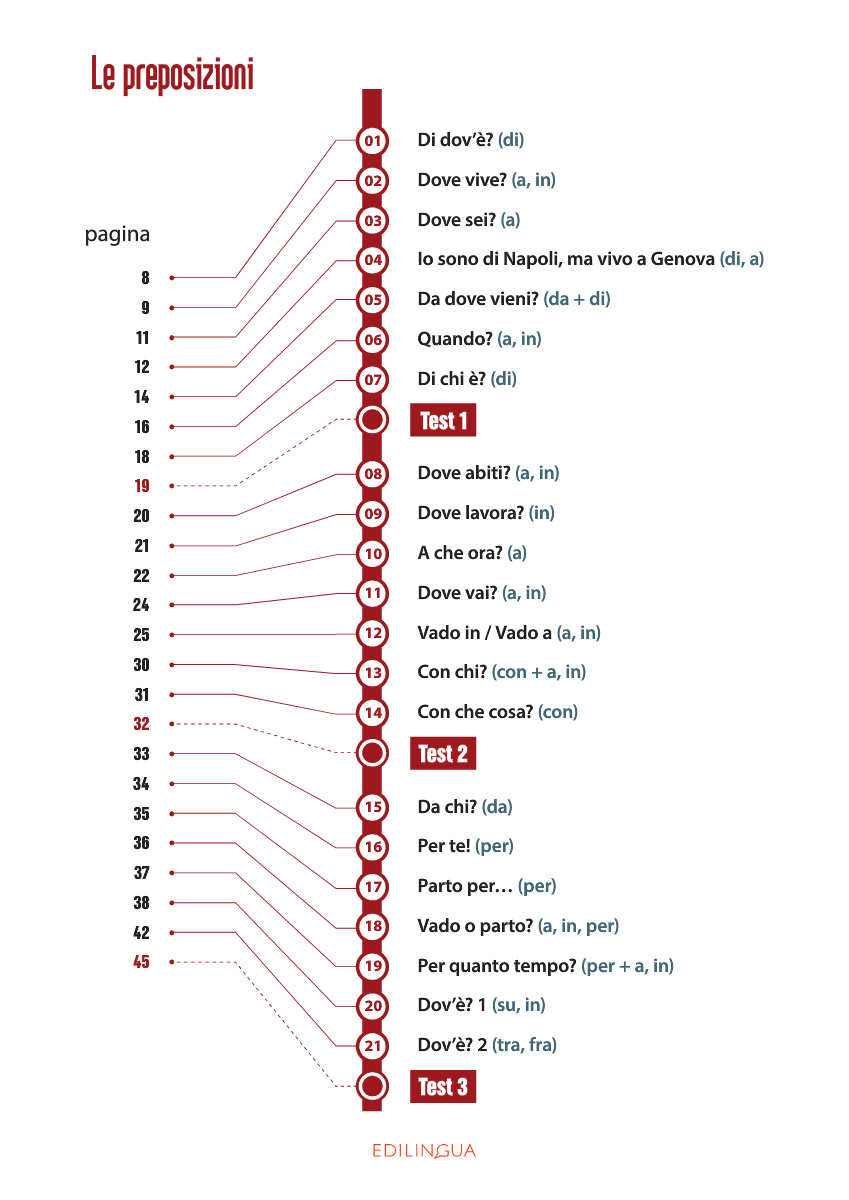 Le preposizioni
pagina
8
01
Di dov'è? (di)
9
02
Dove vive? (a, in)
11
03
Dove sei? (a)
12
04
Io sono di Napoli, ma vivo a Genova (di, a)
14
05
Da dove vieni? (da + di)
16
06
Quando? (a, in)
18
07
Di chi è? (di)
19
Test 1
20
08
Dove abiti? (a, in)
21
09
Dove lavora? (in)
22
10
A che ora? (a)
24
11
Dove vai? (a, in)
25
12
Vado in / Vado a (a, in)
30
13
Con chi? (con + a, in)
31
14
Con che cosa? (con)
32
Test 2
33
15
Da chi? (da)
34
16
Per te! (per)
35
17
Parto per… (per)
36
18
Vado o parto? (a, in, per)
37
19
Per quanto tempo? (per + a, in)
38
20
Dov'è? 1 (su, in)
42
21
Dov'è? 2 (tra, fra)
45
Test 3
EDILINGUA